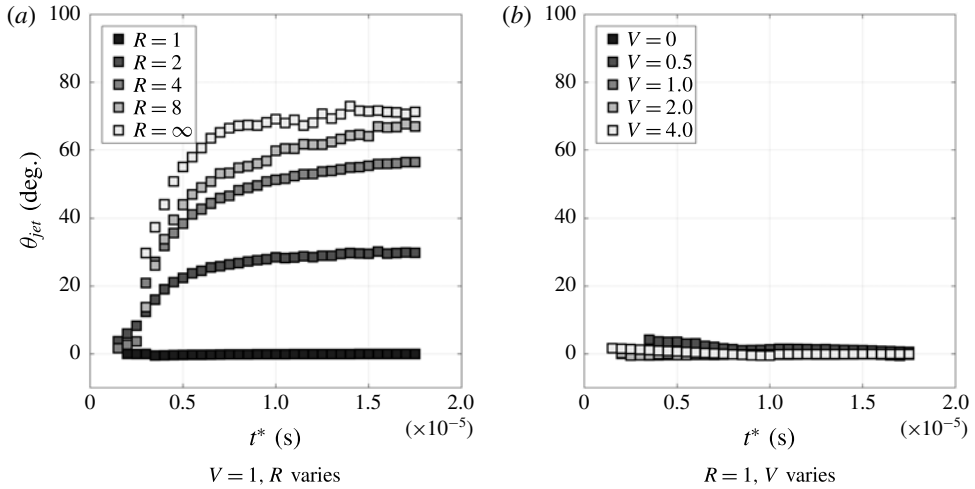 (a)
100
80
60
40
20
0
θjet (deg.)
R = 1
R = 2
R = 4
R = 8
R = ∞
0 0.5 1.0 1.5 2.0
(×10−5)
t* (s)
V = 1, R varies
(b)
100
80
60
40
20
0
V = 0
V = 0.5
V = 1.0
V = 2.0
V = 4.0
0 0.5 1.0 1.5 2.0
(×10−5)
t* (s)
R = 1, V varies